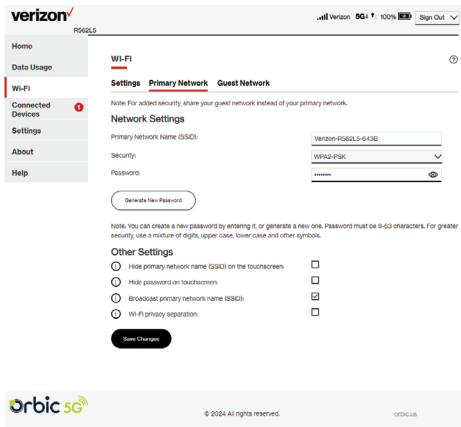 verizon✓
R562L5
Verizon 5G 100% Sign Out
Home
Data Usage
Wi-Fi
Connected Devices 1
Settings
About
Help
Wi-Fi
Settings Primary Network Guest Network
Note: For added security, share your guest network instead of your primary network.
Network Settings
Primary Network Name (SSID): Verizon-R562L5-643B
Security: WPA2-PSK
Password: ••••••••
Generate New Password
Note: You can create a new password by entering it, or generate a new one. Password must be 8-63 characters. For greater
security, use a mixture of digits, upper case, lower case and other symbols.
Other Settings
Hide primary network name (SSID) on the touchscreen:
Hide password on touchscreen:
Broadcast primary network name (SSID):
Wi-Fi privacy separation:
Save Changes
Orbic 5G
© 2024 All rights reserved. orbic.us